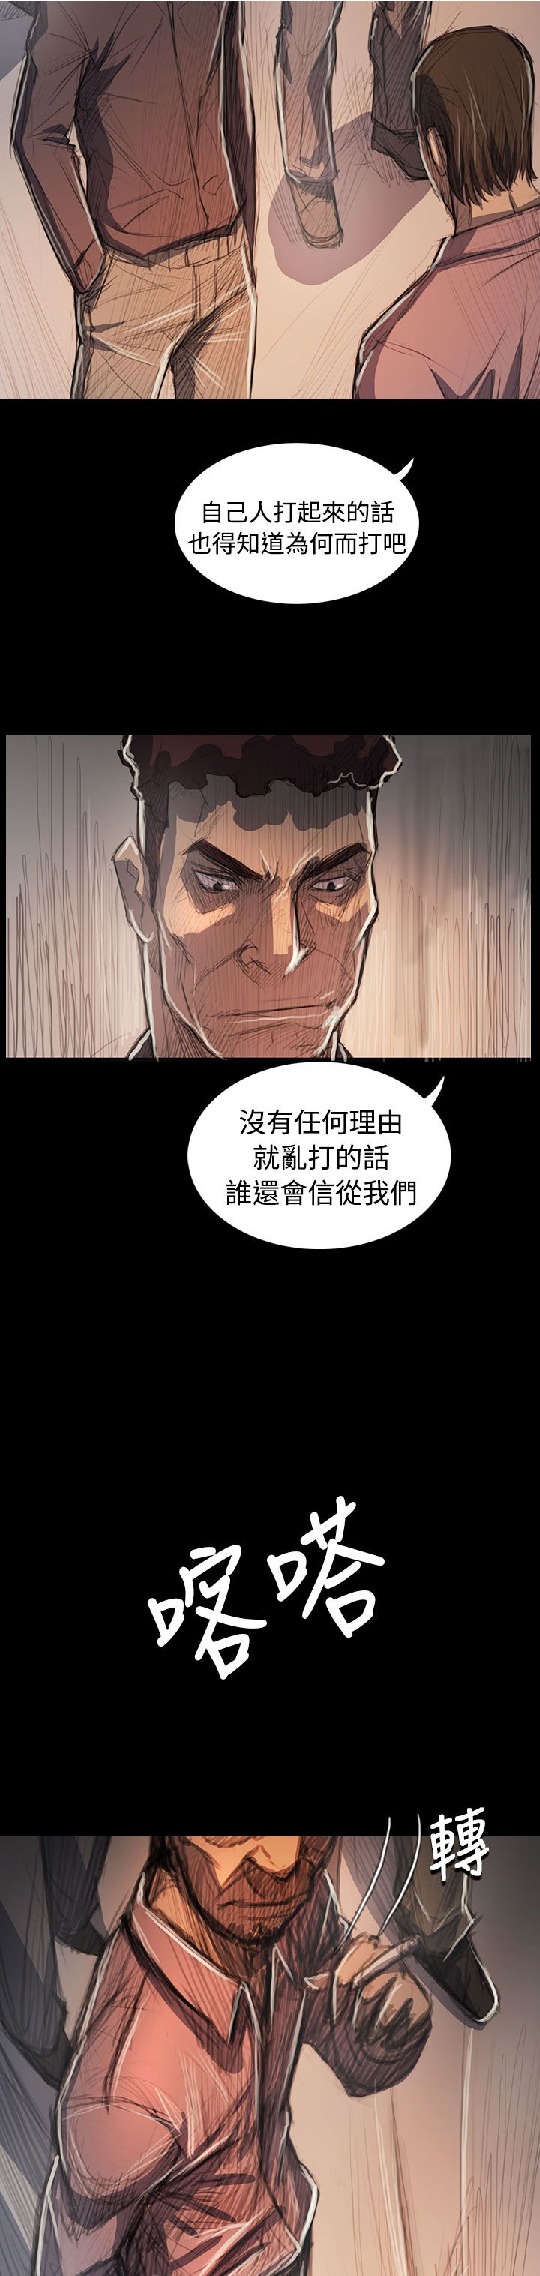 自己人打起來的話
也得知道為何而打吧
沒有任何理由
就亂打的話
誰還會信從我們
喀嗒
轉